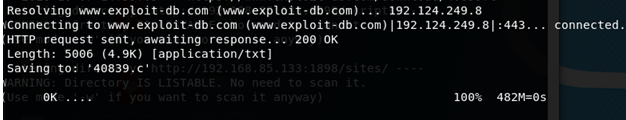 Resolving www.exploit-db.com (www.exploit-db.com)... 192.124.249.8
Connecting to www.exploit-db.com (www.exploit-db.com)|192.124.249.8|:443... connected.
HTTP request sent, awaiting response... 200 OK
Length: 5006 (4.9K) [application/txt]
Saving to: '40839.c'
http://192.168.85.133:1898/sites/ ----
WARNING: Directory IS LISTABLE. No need to scan it.
(Use mode if you want to scan it anyway)
0K .... 100% 482M=0s